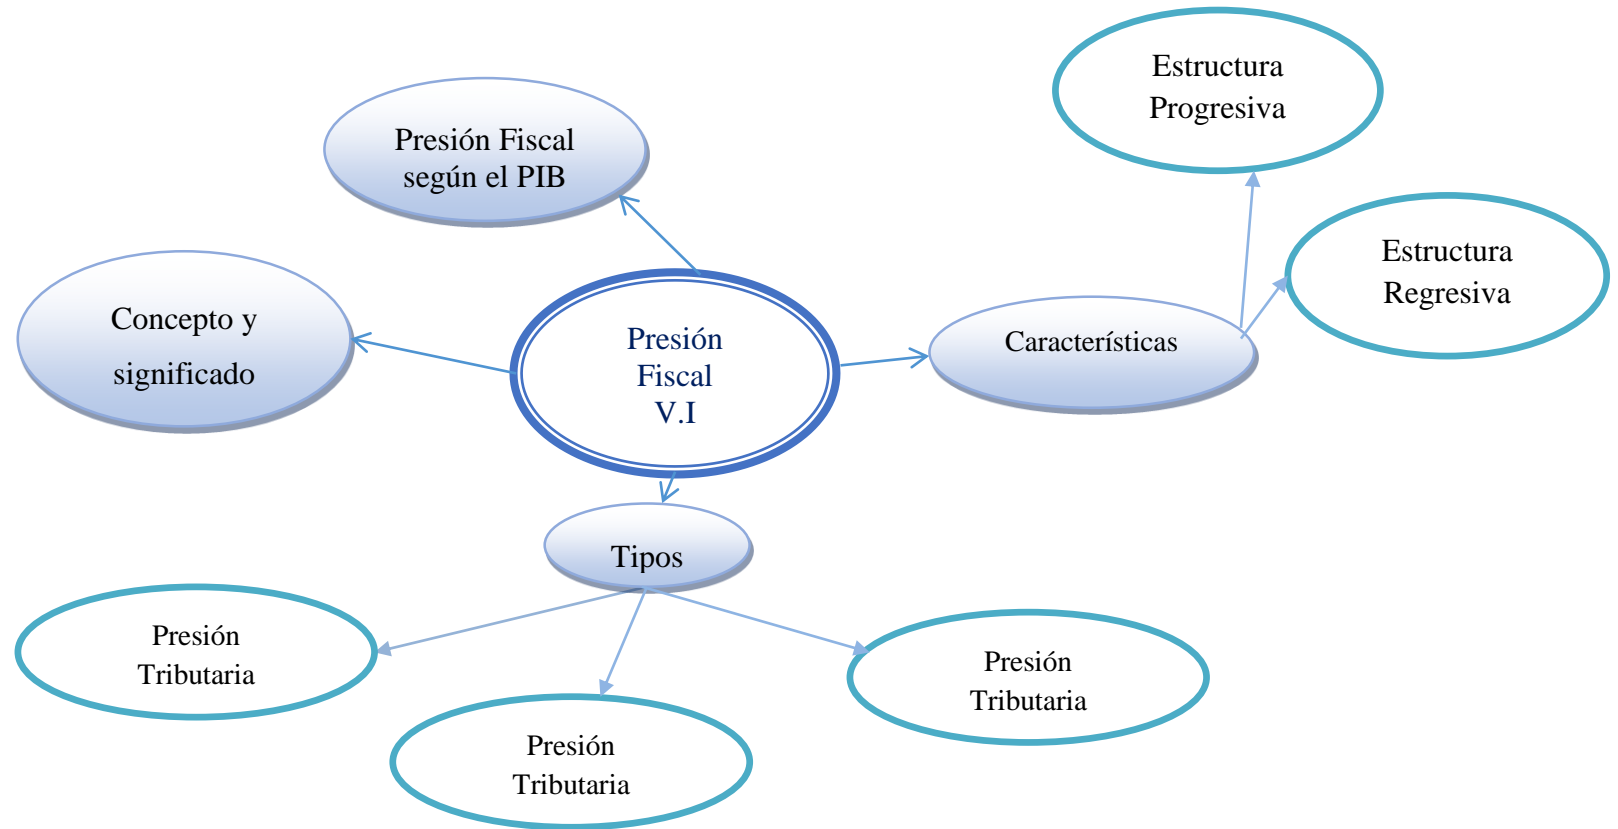 Estructura
Progresiva
Presión Fiscal
según el PIB
Estructura
Regresiva
Concepto y
significado
Presión
Fiscal
V.I
Características
Tipos
Presión
Tributaria
Presión
Tributaria
Presión
Tributaria